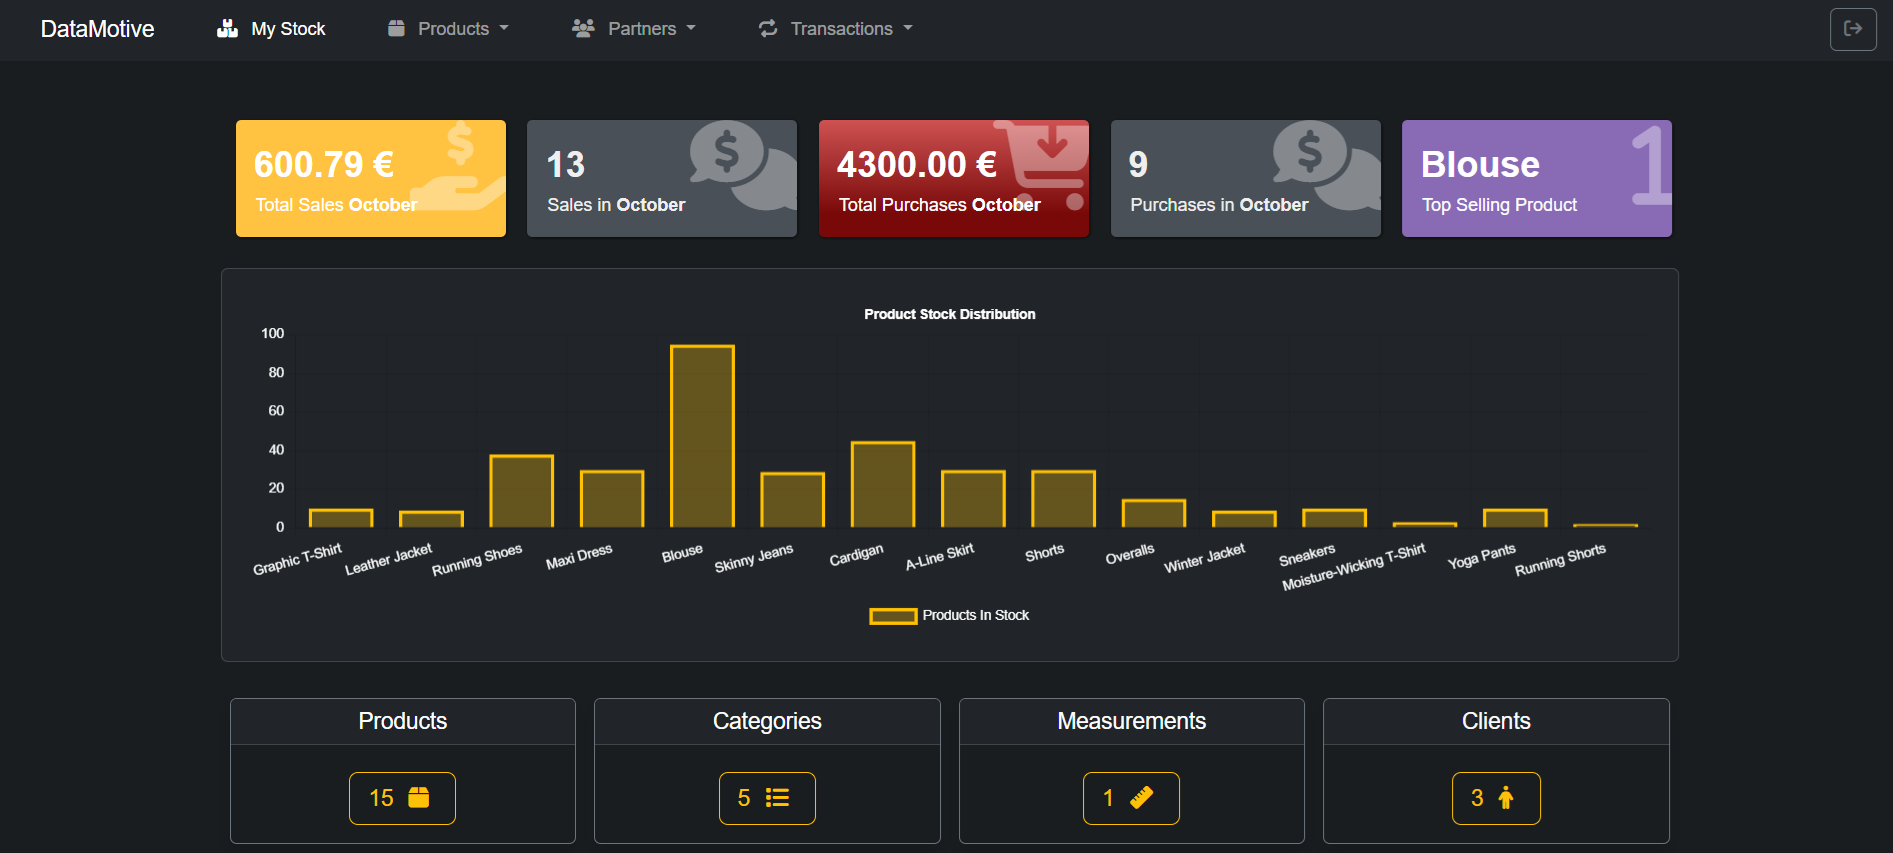 DataMotive My Stock Products Partners Transactions
600.79 €
Total Sales October
13
Sales in October
4300.00 €
Total Purchases October
9
Purchases in October
Blouse
Top Selling Product
1
Product Stock Distribution
100
80
60
40
20
0
Graphic T-Shirt
Leather Jacket
Running Shoes
Maxi Dress
Blouse
Skinny Jeans
Cardigan
A-Line Skirt
Shorts
Overalls
Winter Jacket
Sneakers
Moisture-Wicking T-Shirt
Yoga Pants
Running Shorts
Products In Stock
Products
15
Categories
5
Measurements
1
Clients
3